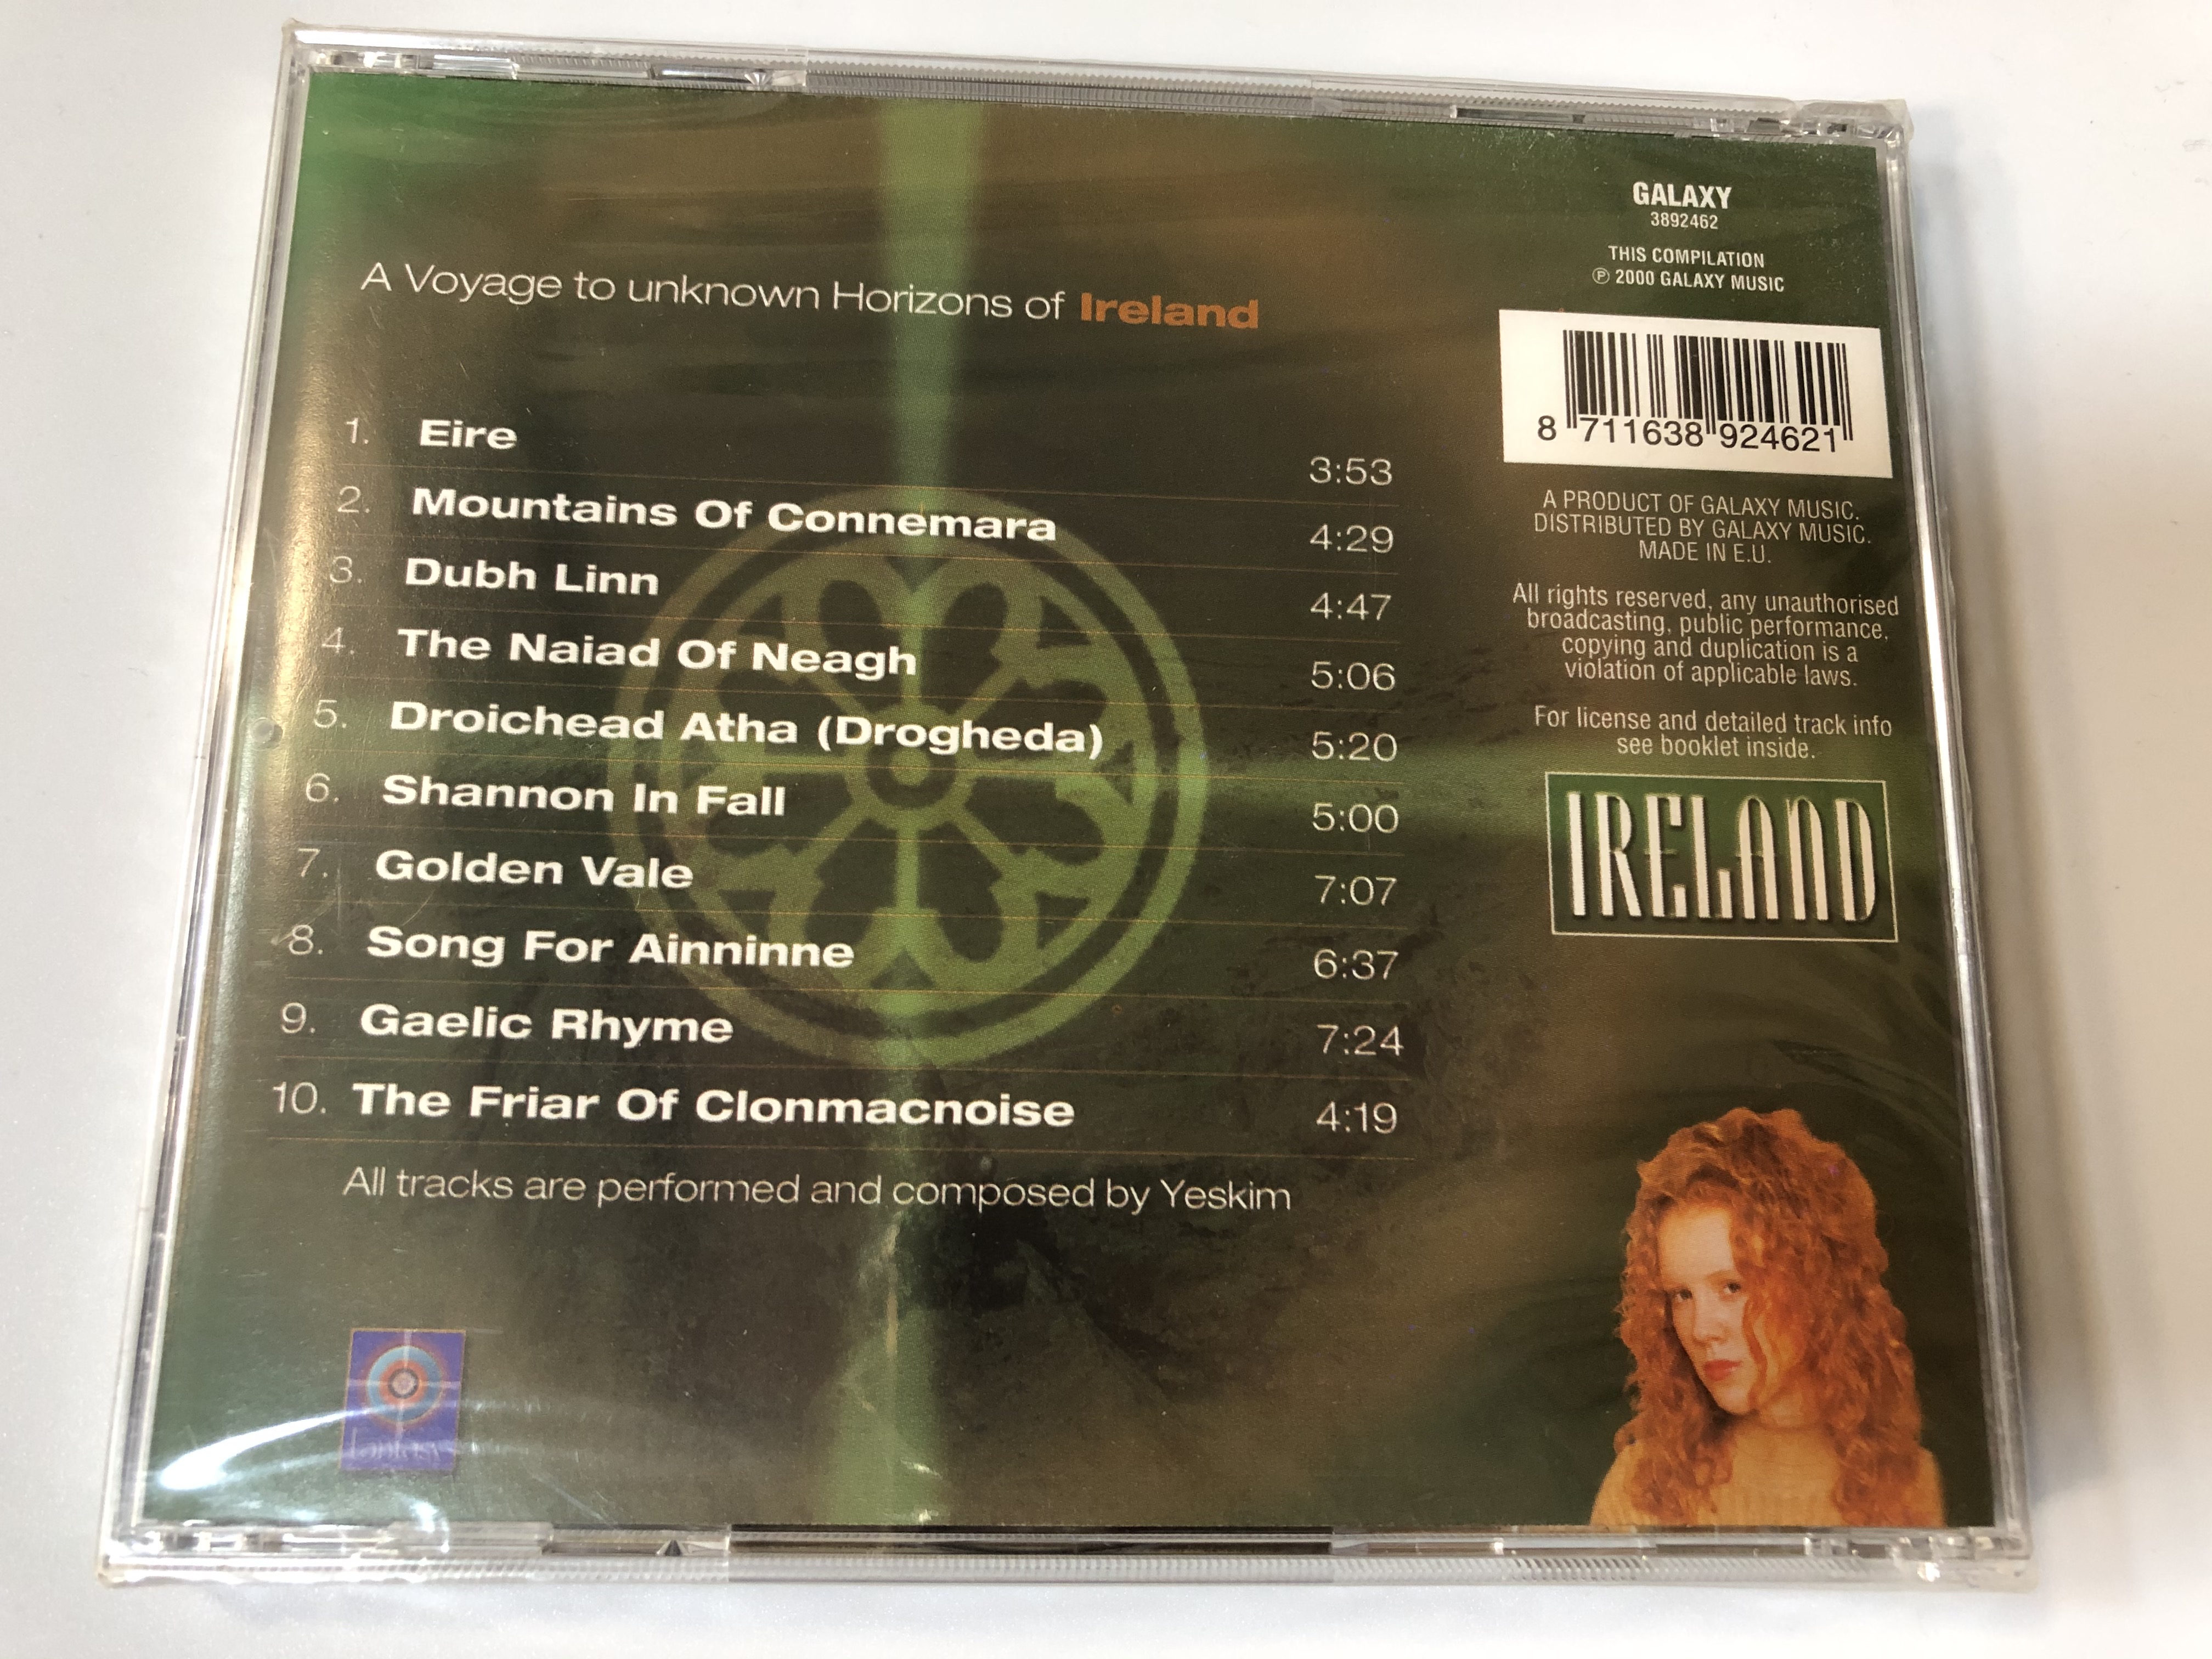 A Voyage to unknown Horizons of Ireland
1. Eire 3:53
2. Mountains Of Connemara 4:29
3. Dubh Linn 4:47
4. The Naiad Of Neagh 5:06
5. Droichead Atha (Drogheda) 5:20
6. Shannon In Fall 5:00
7. Golden Vale 7:07
8. Song For Ainninne 6:37
9. Gaelic Rhyme 7:24
10. The Friar Of Clonmacnoise 4:19
All tracks are performed and composed by Yeskim
fantasy
GALAXY
3892462
THIS COMPILATION
℗ 2000 GALAXY MUSIC
8 711638 924621
A PRODUCT OF GALAXY MUSIC.
DISTRIBUTED BY GALAXY MUSIC.
MADE IN E.U.
All rights reserved, any unauthorised
broadcasting, public performance,
copying and duplication is a
violation of applicable laws.
For license and detailed track info
see booklet inside.
IRELAND